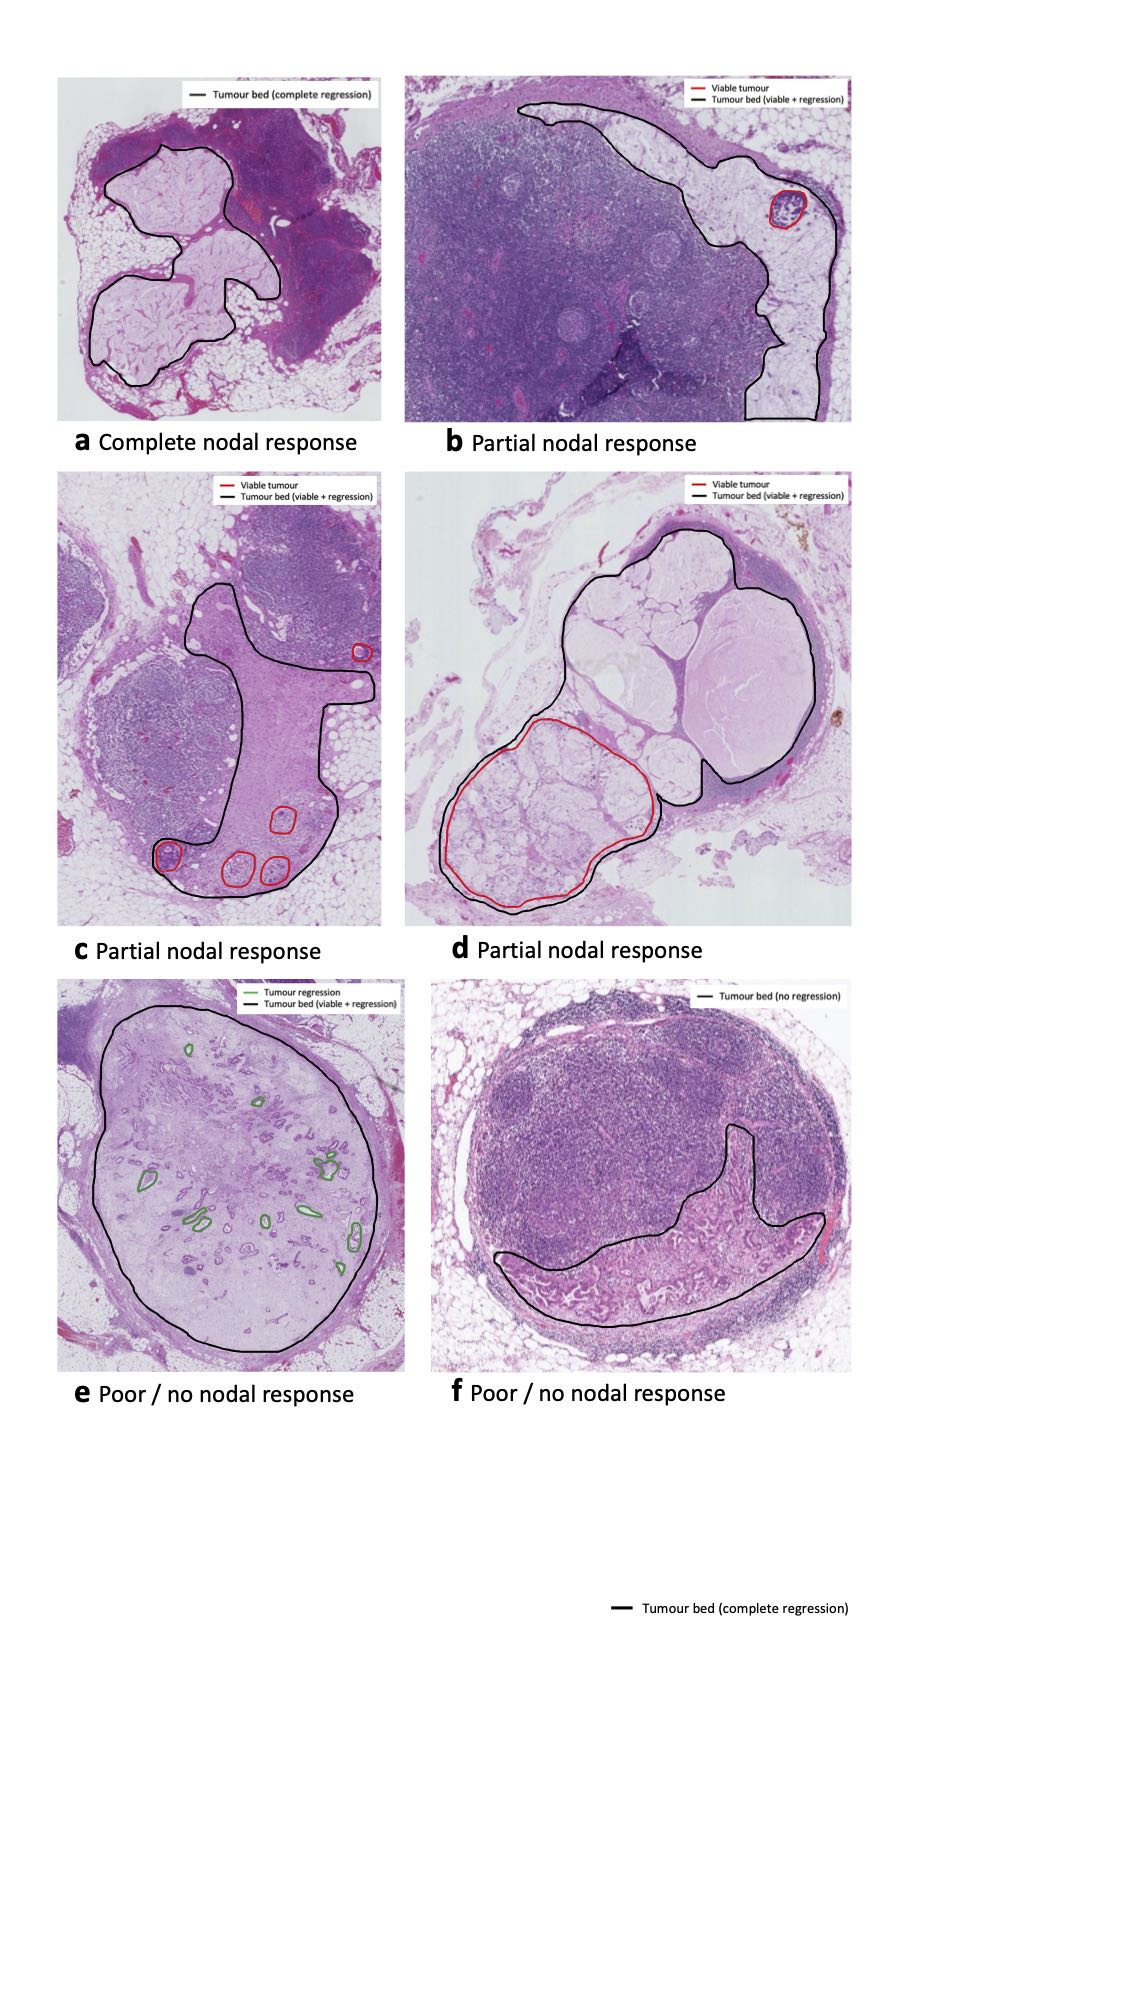 Tumour bed (complete regression)
Viable tumour
Tumour bed (viable + regression)
a Complete nodal response
b Partial nodal response
Viable tumour
Tumour bed (viable + regression)
Viable tumour
Tumour bed (viable + regression)
c Partial nodal response
d Partial nodal response
Tumour regression
Tumour bed (viable + regression)
Tumour bed (no regression)
e Poor / no nodal response
f Poor / no nodal response
Tumour bed (complete regression)